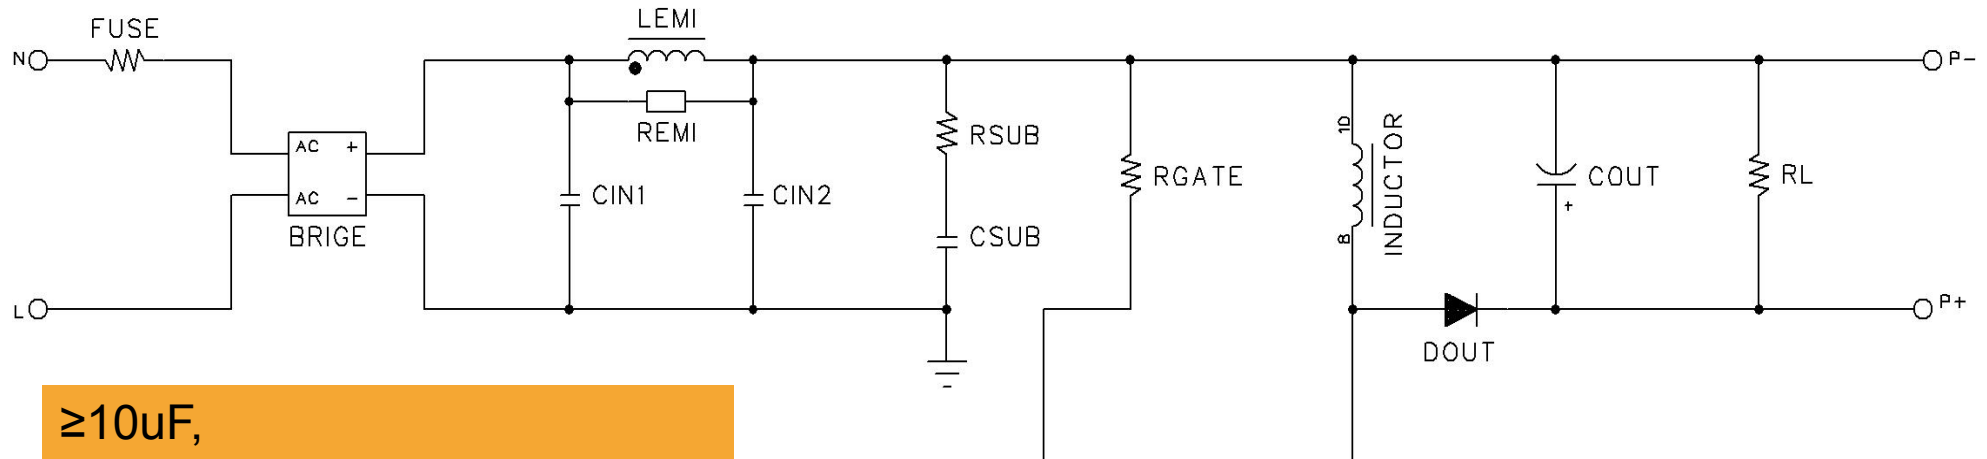 LEMI
FUSE
N
P-
REMI
AC +
AC -
BRIGE
CIN1
CIN2
RSUB
CSUB
RGATE
10
INDUCTOR
8
COUT
+
RL
L
P+
DOUT
≥10uF,